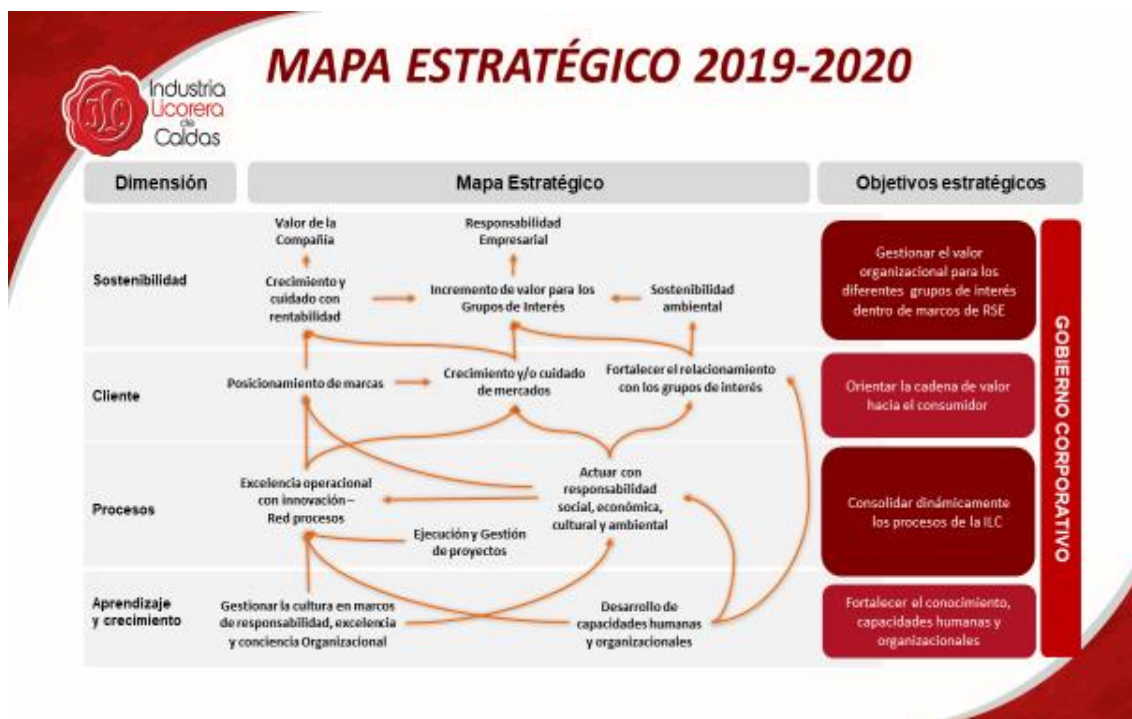 MAPA ESTRATÉGICO 2019-2020
ILC
Industria
Licorera
de
Caldas
Dimensión
Mapa Estratégico
Objetivos estratégicos
Sostenibilidad
Valor de la
Compañía
Responsabilidad
Empresarial
Crecimiento y
cuidado con
rentabilidad
Incremento de valor para los
Grupos de Interés
Sostenibilidad
ambiental
Gestionar el valor
organizacional para los
diferentes grupos de interés
dentro de marcos de RSE
Cliente
Posicionamiento de marcas
Crecimiento y/o cuidado
de mercados
Fortalecer el relacionamiento
con los grupos de interés
Orientar la cadena de valor
hacia el consumidor
Procesos
Excelencia operacional
con innovación –
Red procesos
Actuar con
responsabilidad
social, económica,
cultural y ambiental
Ejecución y Gestión
de proyectos
Consolidar dinámicamente
los procesos de la ILC
Aprendizaje
y crecimiento
Gestionar la cultura en marcos
de responsabilidad, excelencia
y conciencia Organizacional
Desarrollo de
capacidades humanas
y organizacionales
Fortalecer el conocimiento,
capacidades humanas y
organizacionales
GOBIERNO CORPORATIVO